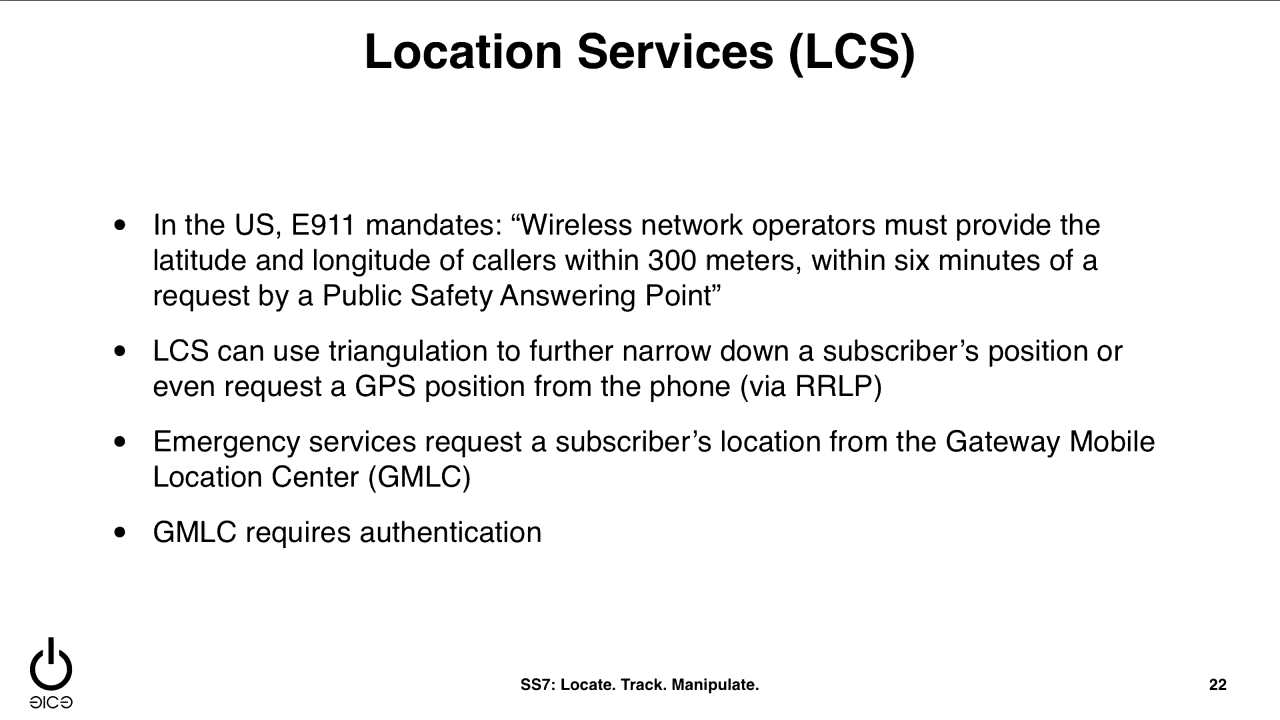 Location Services (LCS)
• In the US, E911 mandates: “Wireless network operators must provide the
latitude and longitude of callers within 300 meters, within six minutes of a
request by a Public Safety Answering Point”
• LCS can use triangulation to further narrow down a subscriber’s position or
even request a GPS position from the phone (via RRLP)
• Emergency services request a subscriber’s location from the Gateway Mobile
Location Center (GMLC)
• GMLC requires authentication
SS7: Locate. Track. Manipulate.
22